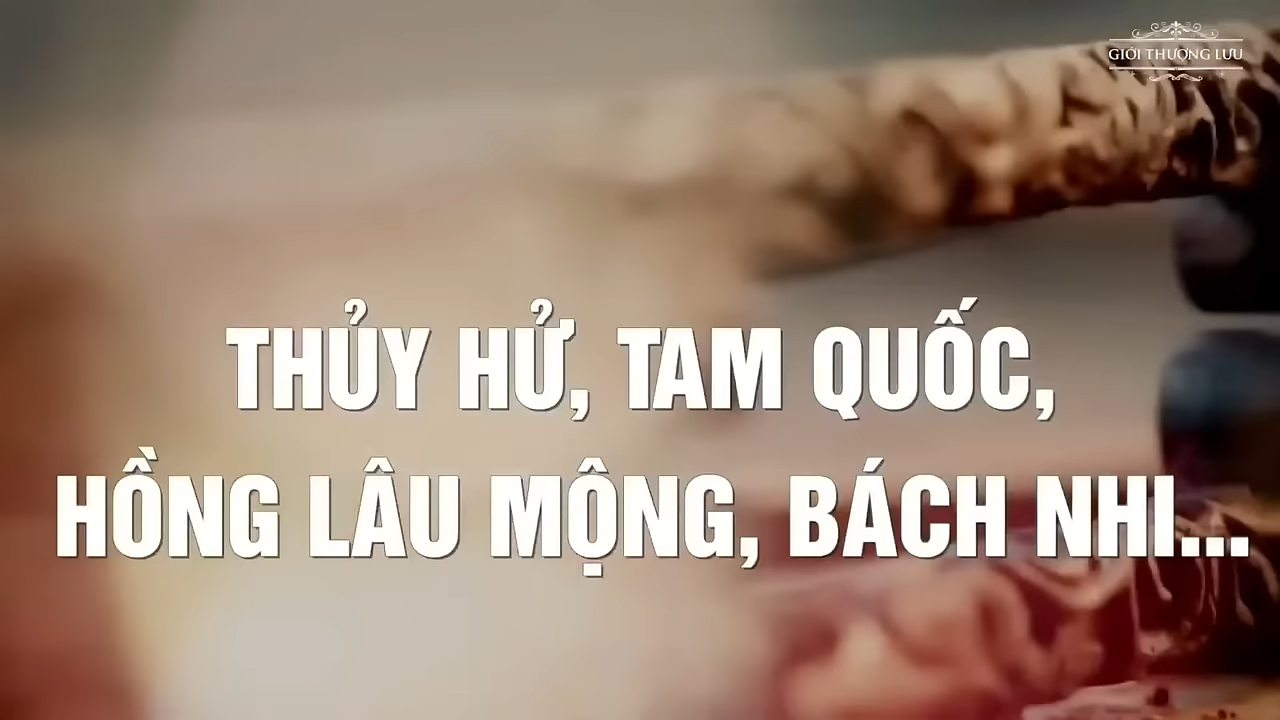 GIỚI THƯỢNG LƯU
THỦY HỬ, TAM QUỐC,
HỒNG LÂU MỘNG, BÁCH NHI...